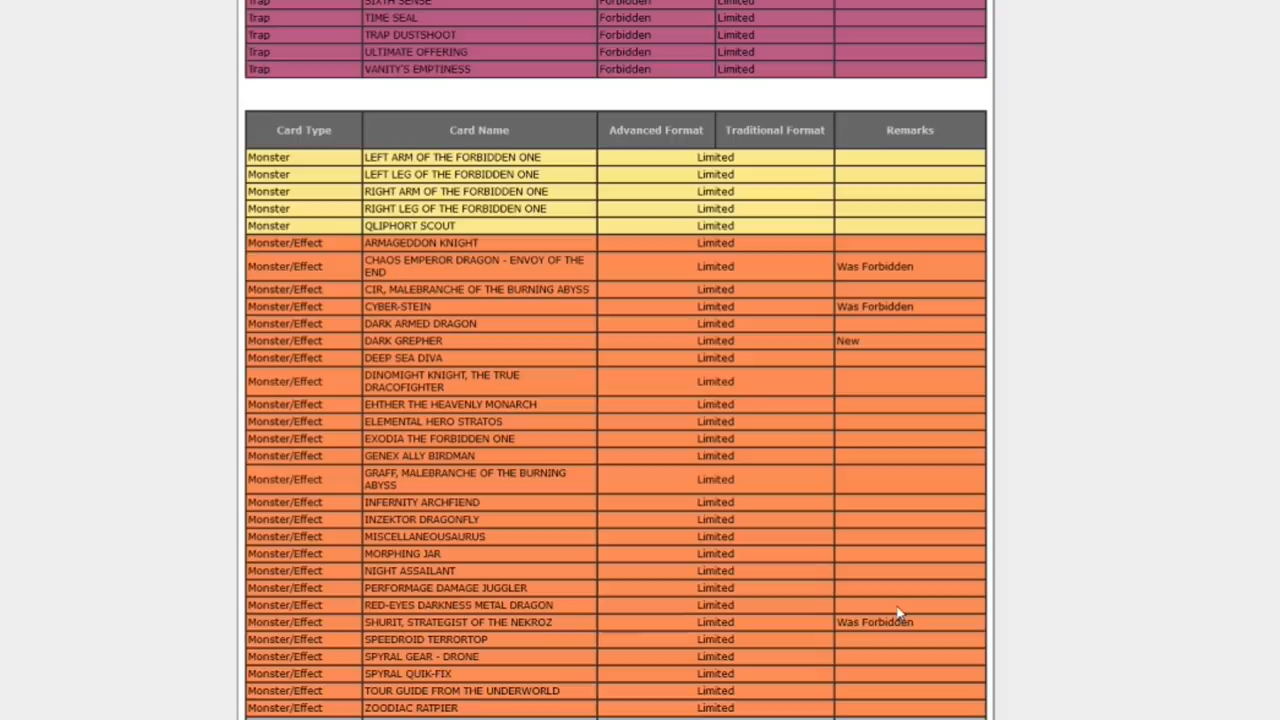 Trap SIXTH SENSE Forbidden Limited
Trap TIME SEAL Forbidden Limited
Trap TRAP DUSTSHOOT Forbidden Limited
Trap ULTIMATE OFFERING Forbidden Limited
Trap VANITY'S EMPTINESS Forbidden Limited
Card Type Card Name Advanced Format Traditional Format Remarks
Monster LEFT ARM OF THE FORBIDDEN ONE Limited
Monster LEFT LEG OF THE FORBIDDEN ONE Limited
Monster RIGHT ARM OF THE FORBIDDEN ONE Limited
Monster RIGHT LEG OF THE FORBIDDEN ONE Limited
Monster QLIPHORT SCOUT Limited
Monster/Effect ARMAGEDDON KNIGHT Limited
Monster/Effect CHAOS EMPEROR DRAGON - ENVOY OF THE
END Limited Was Forbidden
Monster/Effect CIR, MALEBRANCHE OF THE BURNING ABYSS Limited
Monster/Effect CYBER-STEIN Limited Was Forbidden
Monster/Effect DARK ARMED DRAGON Limited
Monster/Effect DARK GREPHER Limited New
Monster/Effect DEEP SEA DIVA Limited
Monster/Effect DINOMIGHT KNIGHT, THE TRUE
DRACOFIGHTER Limited
Monster/Effect EHTHER THE HEAVENLY MONARCH Limited
Monster/Effect ELEMENTAL HERO STRATOS Limited
Monster/Effect EXODIA THE FORBIDDEN ONE Limited
Monster/Effect GENEX ALLY BIRDMAN Limited
Monster/Effect GRAFF, MALEBRANCHE OF THE BURNING
ABYSS Limited
Monster/Effect INFERNITY ARCHFIEND Limited
Monster/Effect INZEKTOR DRAGONFLY Limited
Monster/Effect MISCELLANEOUSAURUS Limited
Monster/Effect MORPHING JAR Limited
Monster/Effect NIGHT ASSAILANT Limited
Monster/Effect PERFORMAGE DAMAGE JUGGLER Limited
Monster/Effect RED-EYES DARKNESS METAL DRAGON Limited
Monster/Effect SHURIT, STRATEGIST OF THE NEKROZ Limited Was Forbidden
Monster/Effect SPEEDROID TERRORTOP Limited
Monster/Effect SPYRAL GEAR - DRONE Limited
Monster/Effect SPYRAL QUIK-FIX Limited
Monster/Effect TOUR GUIDE FROM THE UNDERWORLD Limited
Monster/Effect ZOODIAC RATPIER Limited